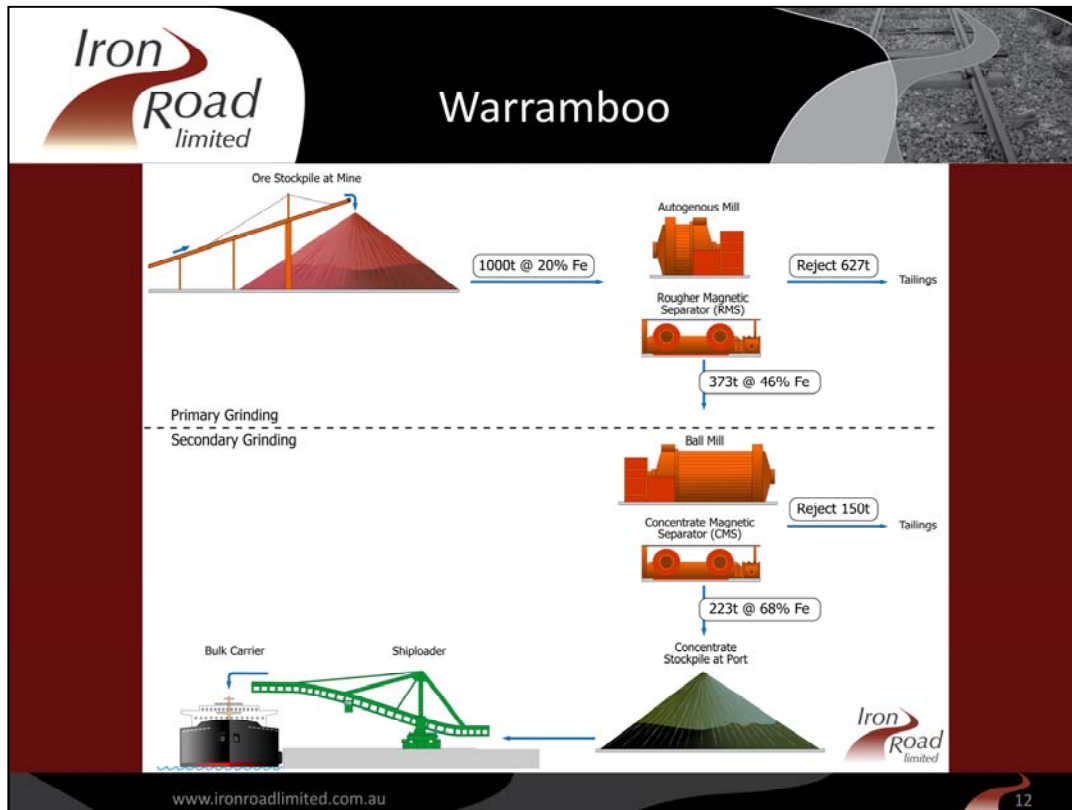 Iron
Road
limited
Warramboo
Ore Stockpile at Mine
Autogenous Mill
1000t @ 20% Fe
Reject 627t
Tailings
Rougher Magnetic
Separator (RMS)
373t @ 46% Fe
Primary Grinding
Secondary Grinding
Ball Mill
Reject 150t
Tailings
Concentrate Magnetic
Separator (CMS)
223t @ 68% Fe
Bulk Carrier
Shiploader
Concentrate
Stockpile at Port
Iron
Road
limited
www.ironroadlimited.com.au
12